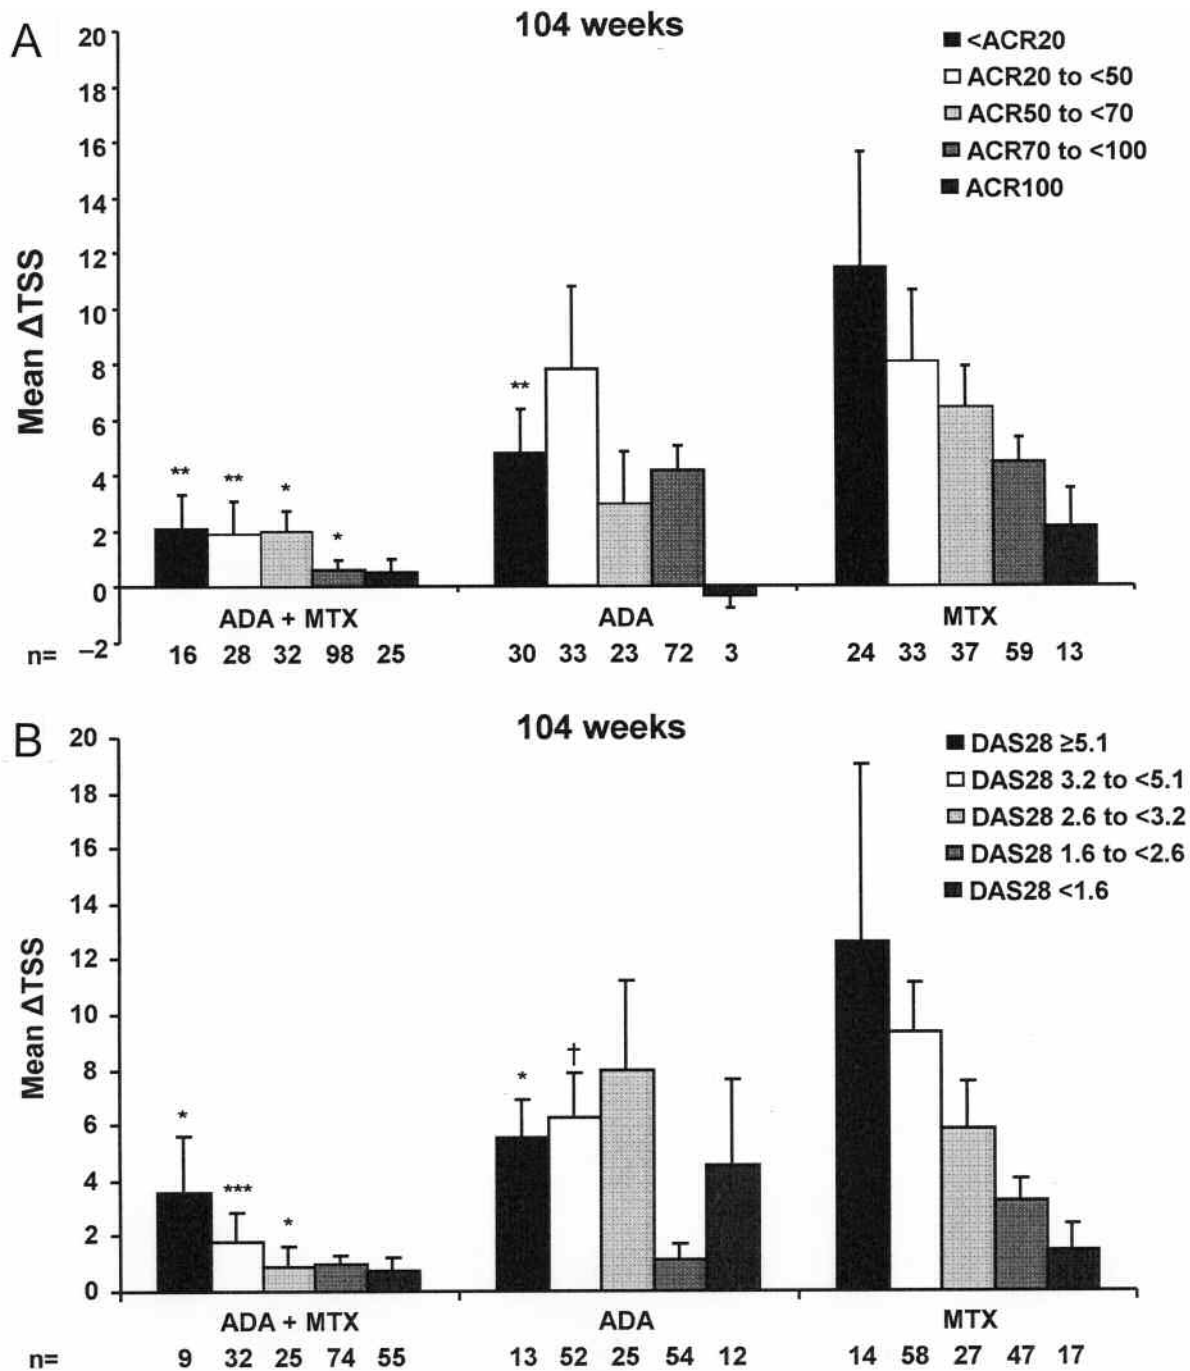 A
104 weeks
20
18
16
14
12
10
8
6
4
2
0
–2
Mean ΔTSS
<ACR20
ACR20 to <50
ACR50 to <70
ACR70 to <100
ACR100
** ** * *
**
ADA + MTX ADA MTX
n= 16 28 32 98 25 30 33 23 72 3 24 33 37 59 13
B
104 weeks
20
18
16
14
12
10
8
6
4
2
0
Mean ΔTSS
DAS28 ≥5.1
DAS28 3.2 to <5.1
DAS28 2.6 to <3.2
DAS28 1.6 to <2.6
DAS28 <1.6
* *** *
* †
ADA + MTX ADA MTX
n= 9 32 25 74 55 13 52 25 54 12 14 58 27 47 17